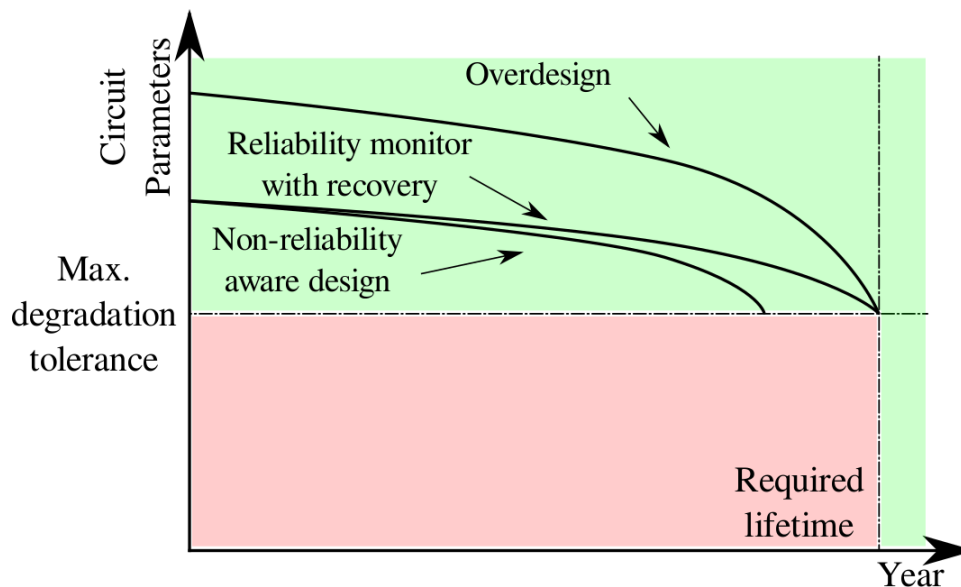 Circuit
Parameters
Overdesign
Reliability monitor
with recovery
Non-reliability
aware design
Max.
degradation
tolerance
Required
lifetime
Year